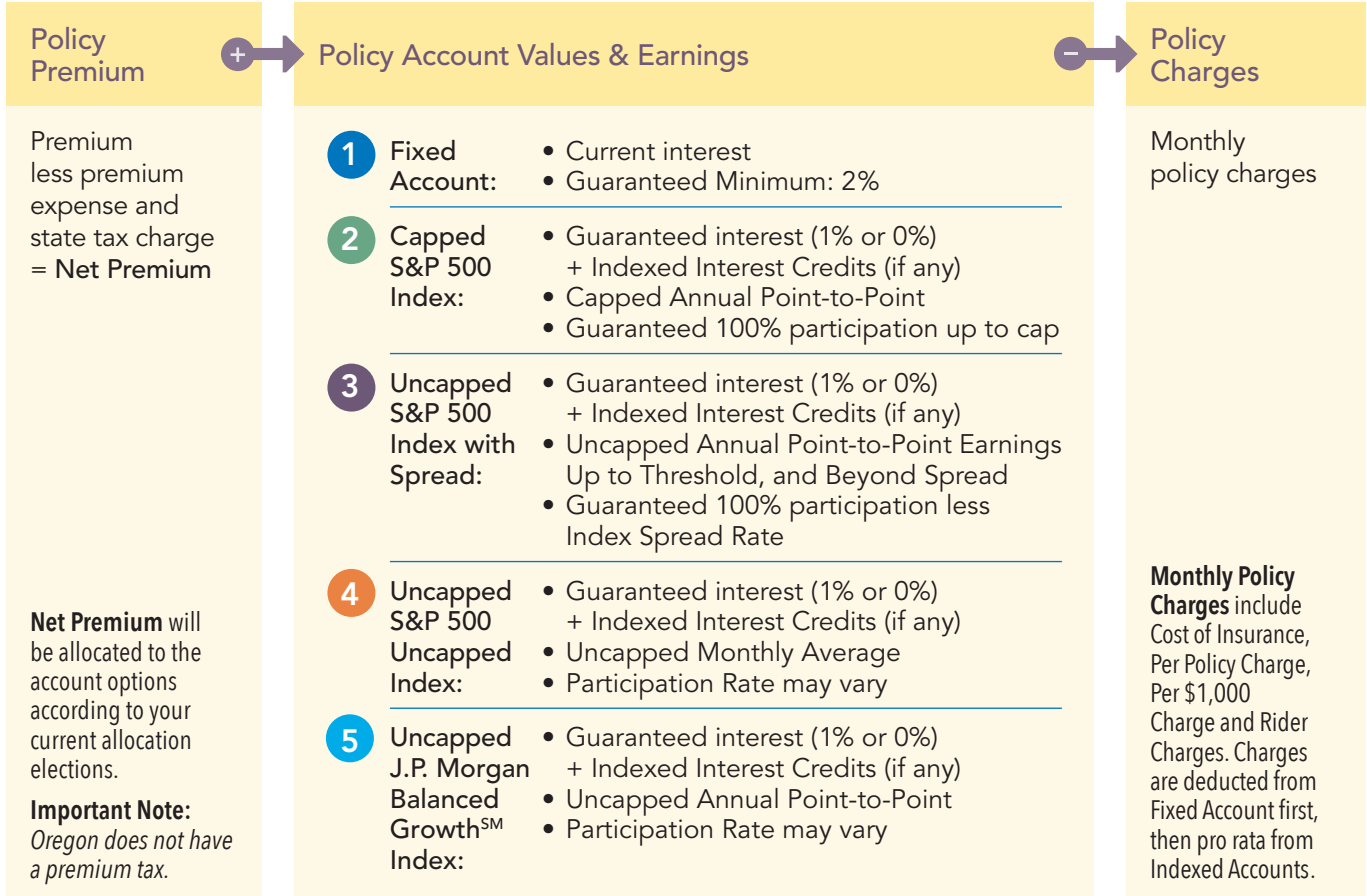 Policy
Premium
+
Policy Account Values & Earnings
−
Policy
Charges
Premium
less premium
expense and
state tax charge
= Net Premium
Net Premium will
be allocated to the
account options
according to your
current allocation
elections.
Important Note:
Oregon does not have
a premium tax.
1
Fixed
Account:
• Current interest
• Guaranteed Minimum: 2%
2
Capped
S&P 500
Index:
• Guaranteed interest (1% or 0%)
+ Indexed Interest Credits (if any)
• Capped Annual Point-to-Point
• Guaranteed 100% participation up to cap
3
Uncapped
S&P 500
Index with
Spread:
• Guaranteed interest (1% or 0%)
+ Indexed Interest Credits (if any)
• Uncapped Annual Point-to-Point Earnings
Up to Threshold, and Beyond Spread
• Guaranteed 100% participation less
Index Spread Rate
4
Uncapped
S&P 500
Uncapped
Index:
• Guaranteed interest (1% or 0%)
+ Indexed Interest Credits (if any)
• Uncapped Monthly Average
• Participation Rate may vary
5
Uncapped
J.P. Morgan
Balanced
Growth℠
Index:
• Guaranteed interest (1% or 0%)
+ Indexed Interest Credits (if any)
• Uncapped Annual Point-to-Point
• Participation Rate may vary
Monthly
policy charges
Monthly Policy
Charges include
Cost of Insurance,
Per Policy Charge,
Per $1,000
Charge and Rider
Charges. Charges
are deducted from
Fixed Account first,
then pro rata from
Indexed Accounts.